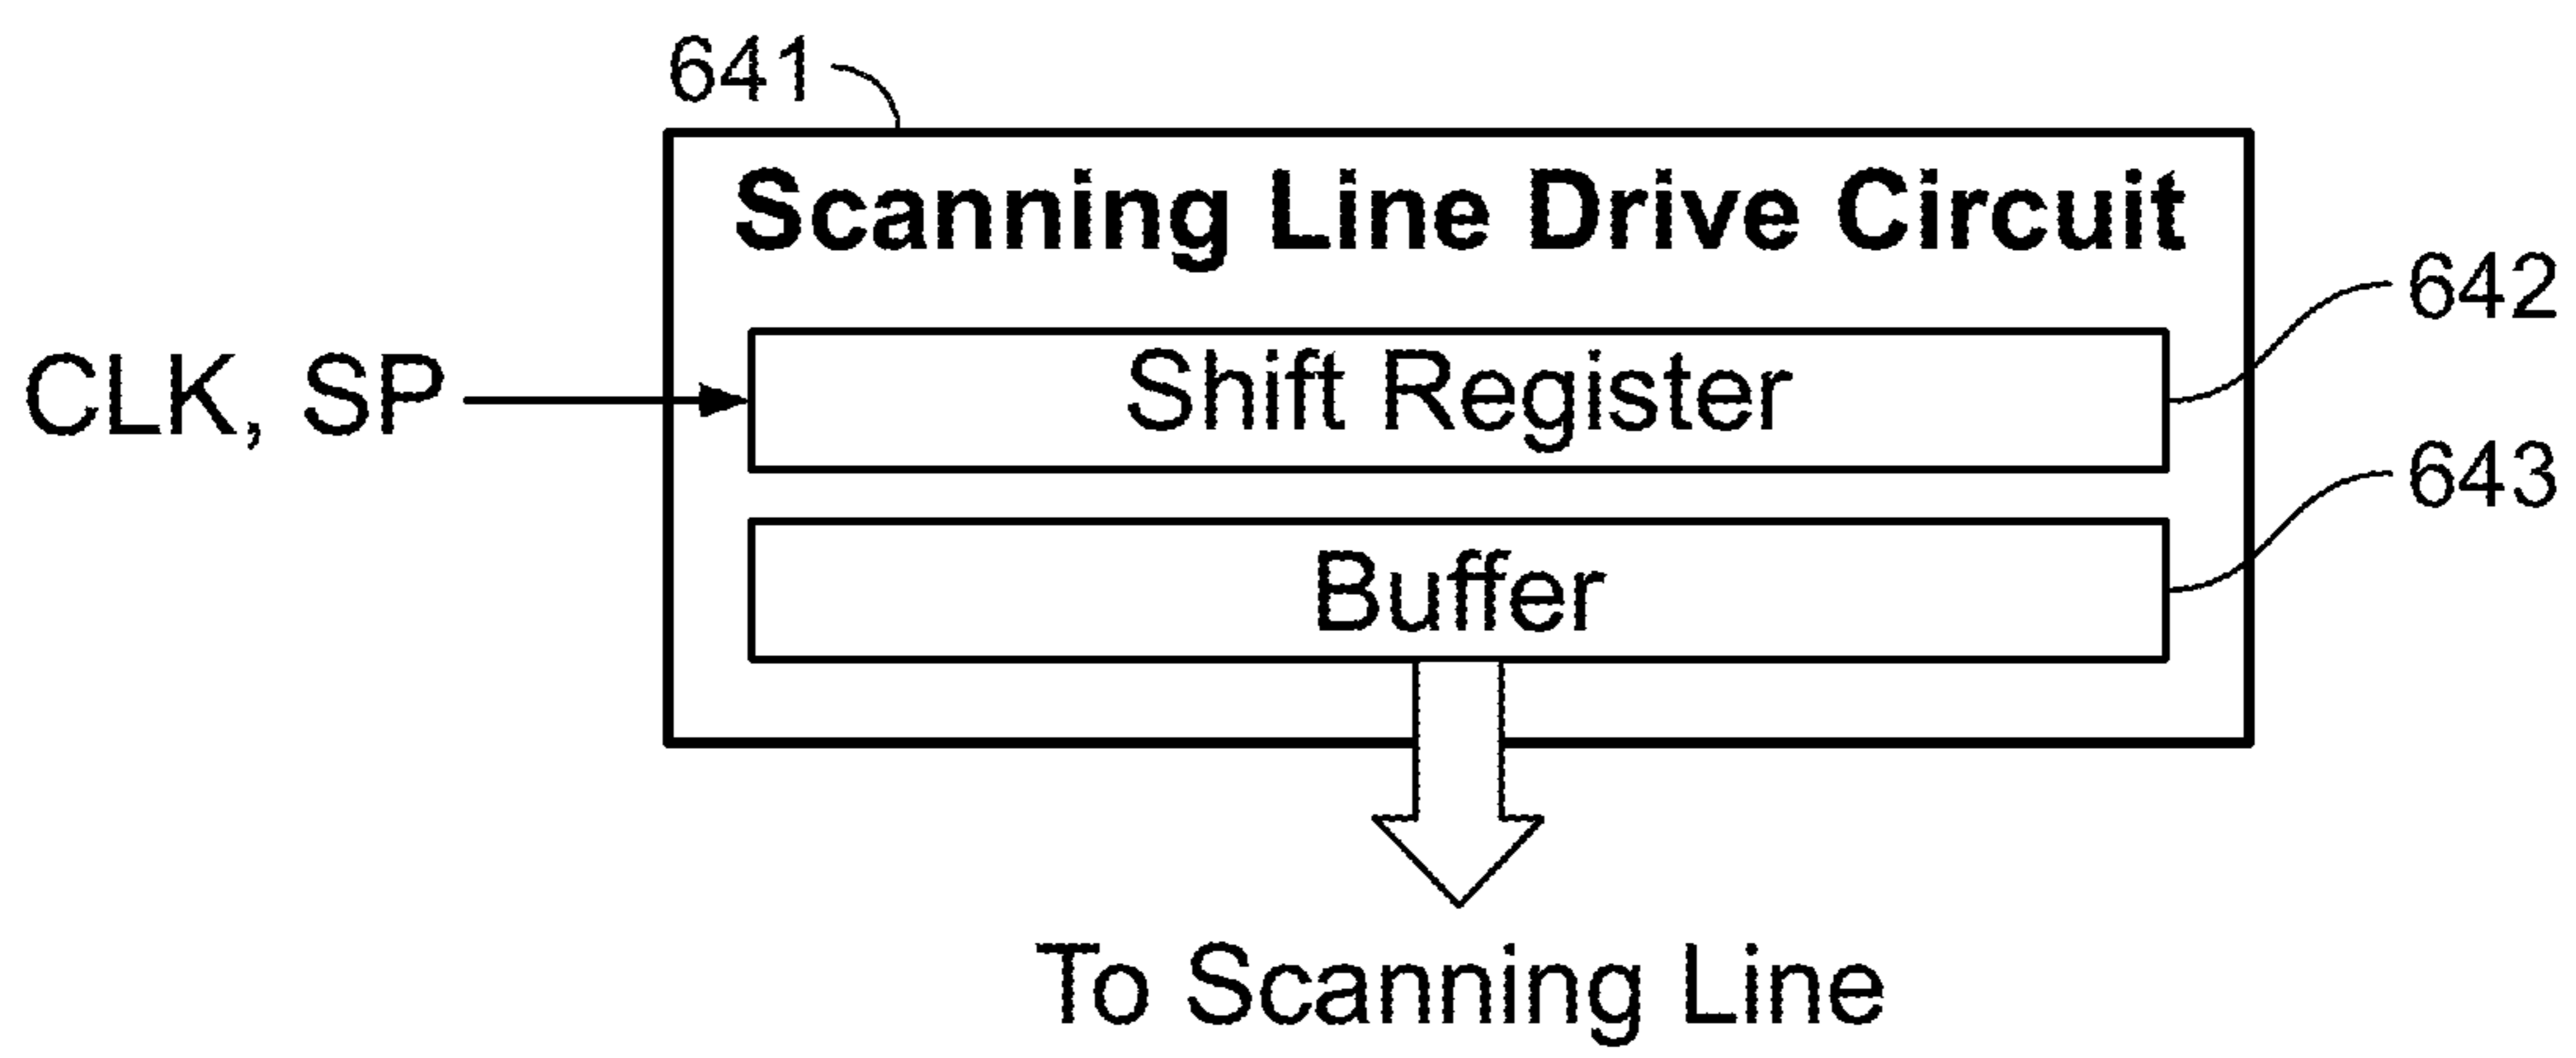 641
Scanning Line Drive Circuit
642
CLK, SP
Shift Register
643
Buffer
To Scanning Line